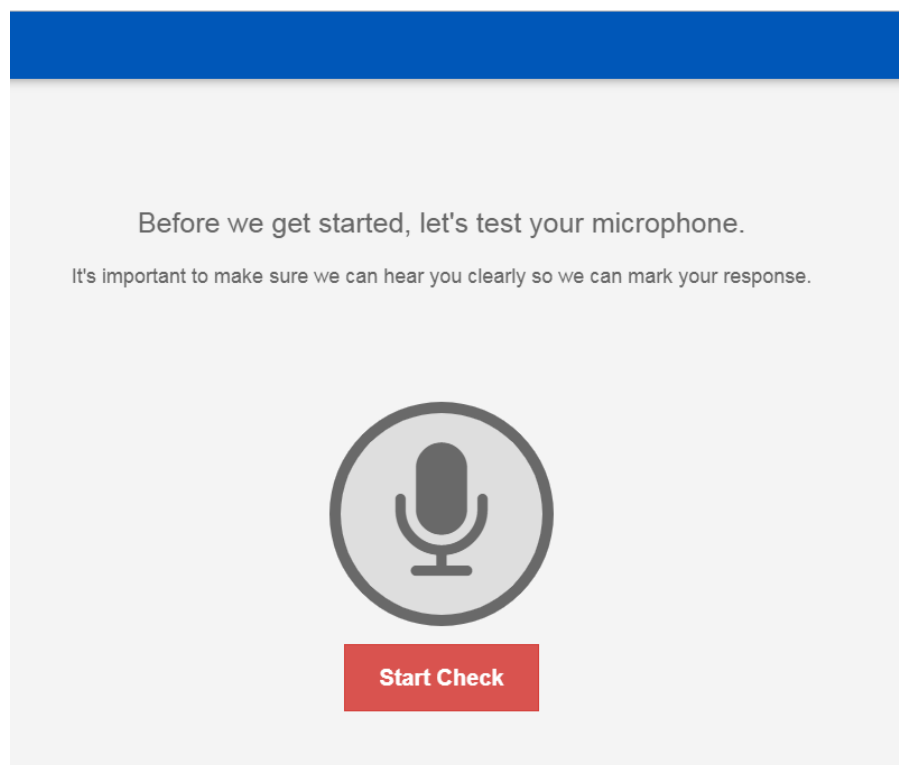 Before we get started, let's test your microphone.
It's important to make sure we can hear you clearly so we can mark your response.
Start Check